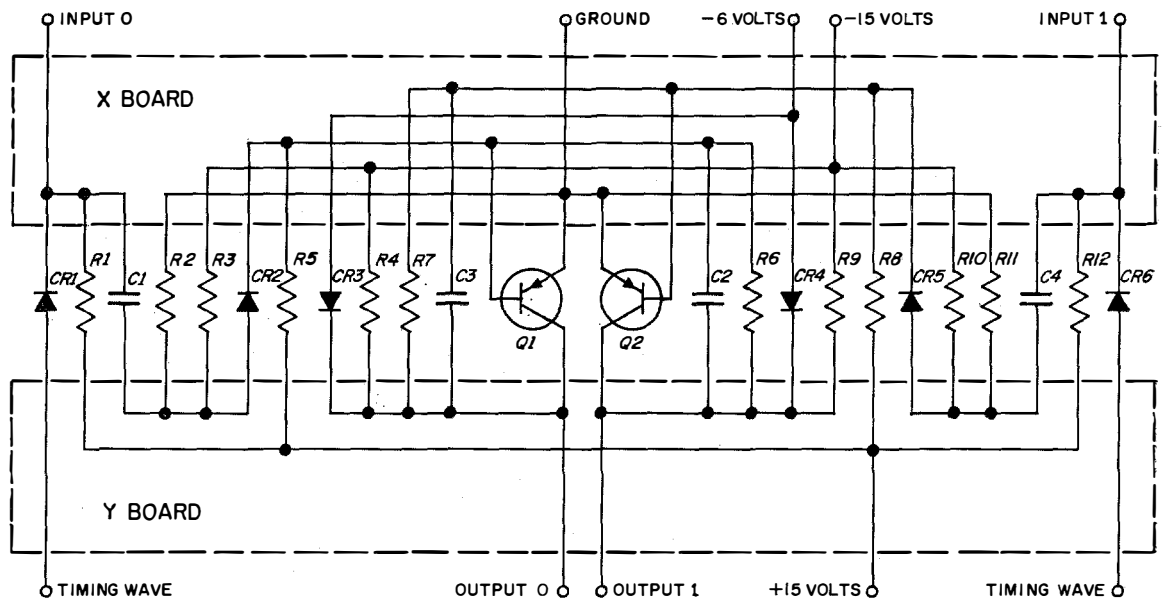 INPUT 0 GROUND -6 VOLTS -15 VOLTS INPUT 1
X BOARD
CR1 R1 C1 R2 R3 CR2 R5 CR3 R4 R7 C3 C2 R6 CR4 R9 R8 CR5 R10 R11 C4 R12 CR6
Q1 Q2
Y BOARD
TIMING WAVE OUTPUT 0 OUTPUT 1 +15 VOLTS TIMING WAVE